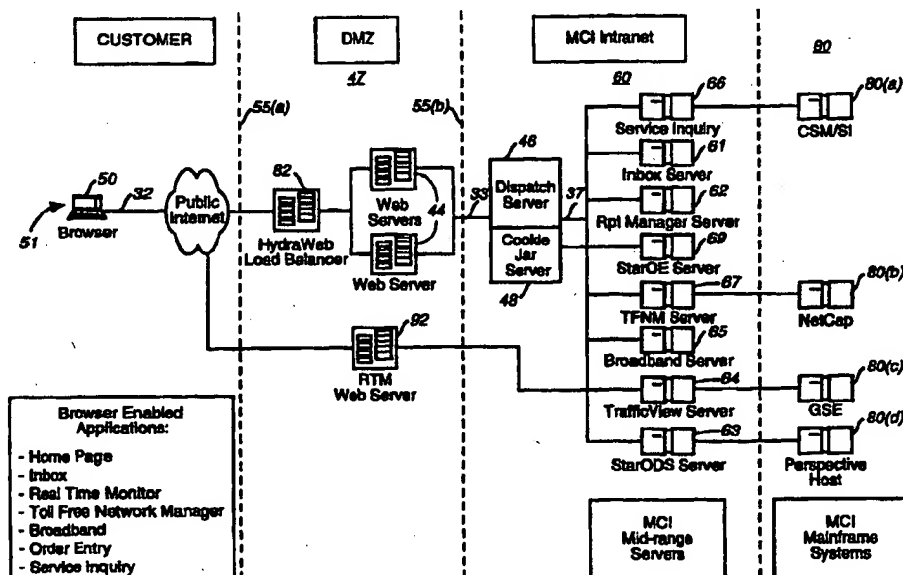 CUSTOMER
DMZ
MCI Intranet
80
47
60
55(a)
55(b)
66
80(a)
Service Inquiry
CSM/SI
61
Inbox Server
46
82
44
50
32
Public
Internet
Web
Servers
33
Dispatch
Server
37
62
Rpt Manager Server
51
Browser
HydraWeb
Load Balancer
Web Server
Cookie
Jar
Server
48
69
StarOE Server
67
80(b)
TFNM Server
NetCap
65
Broadband Server
92
RTM
Web Server
64
80(c)
TrafficView Server
GSE
63
80(d)
StarODS Server
Perspective
Host
Browser Enabled
Applications:
- Home Page
- Inbox
- Real Time Monitor
- Toll Free Network Manager
- Broadband
- Order Entry
- Service Inquiry
MCI
Mid-range
Servers
MCI
Mainframe
Systems